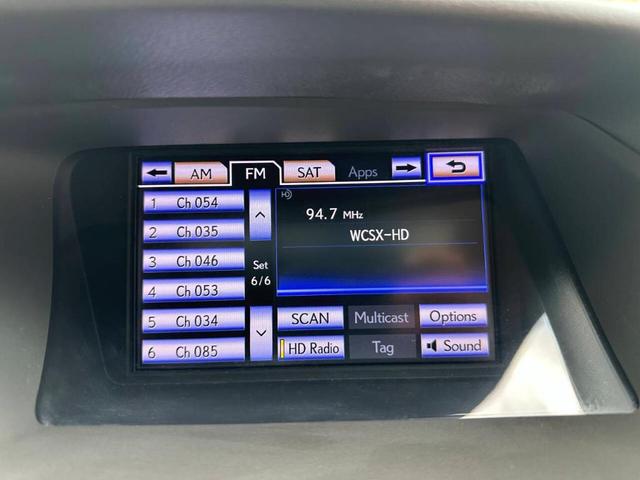 AM FM SAT Apps
HD
1 Ch 054
94.7 MHz
2 Ch 035
WCSX-HD
3 Ch 046
Set
4 Ch 053
6/6
5 Ch 034
SCAN Multicast Options
6 Ch 085
HD Radio Tag Sound